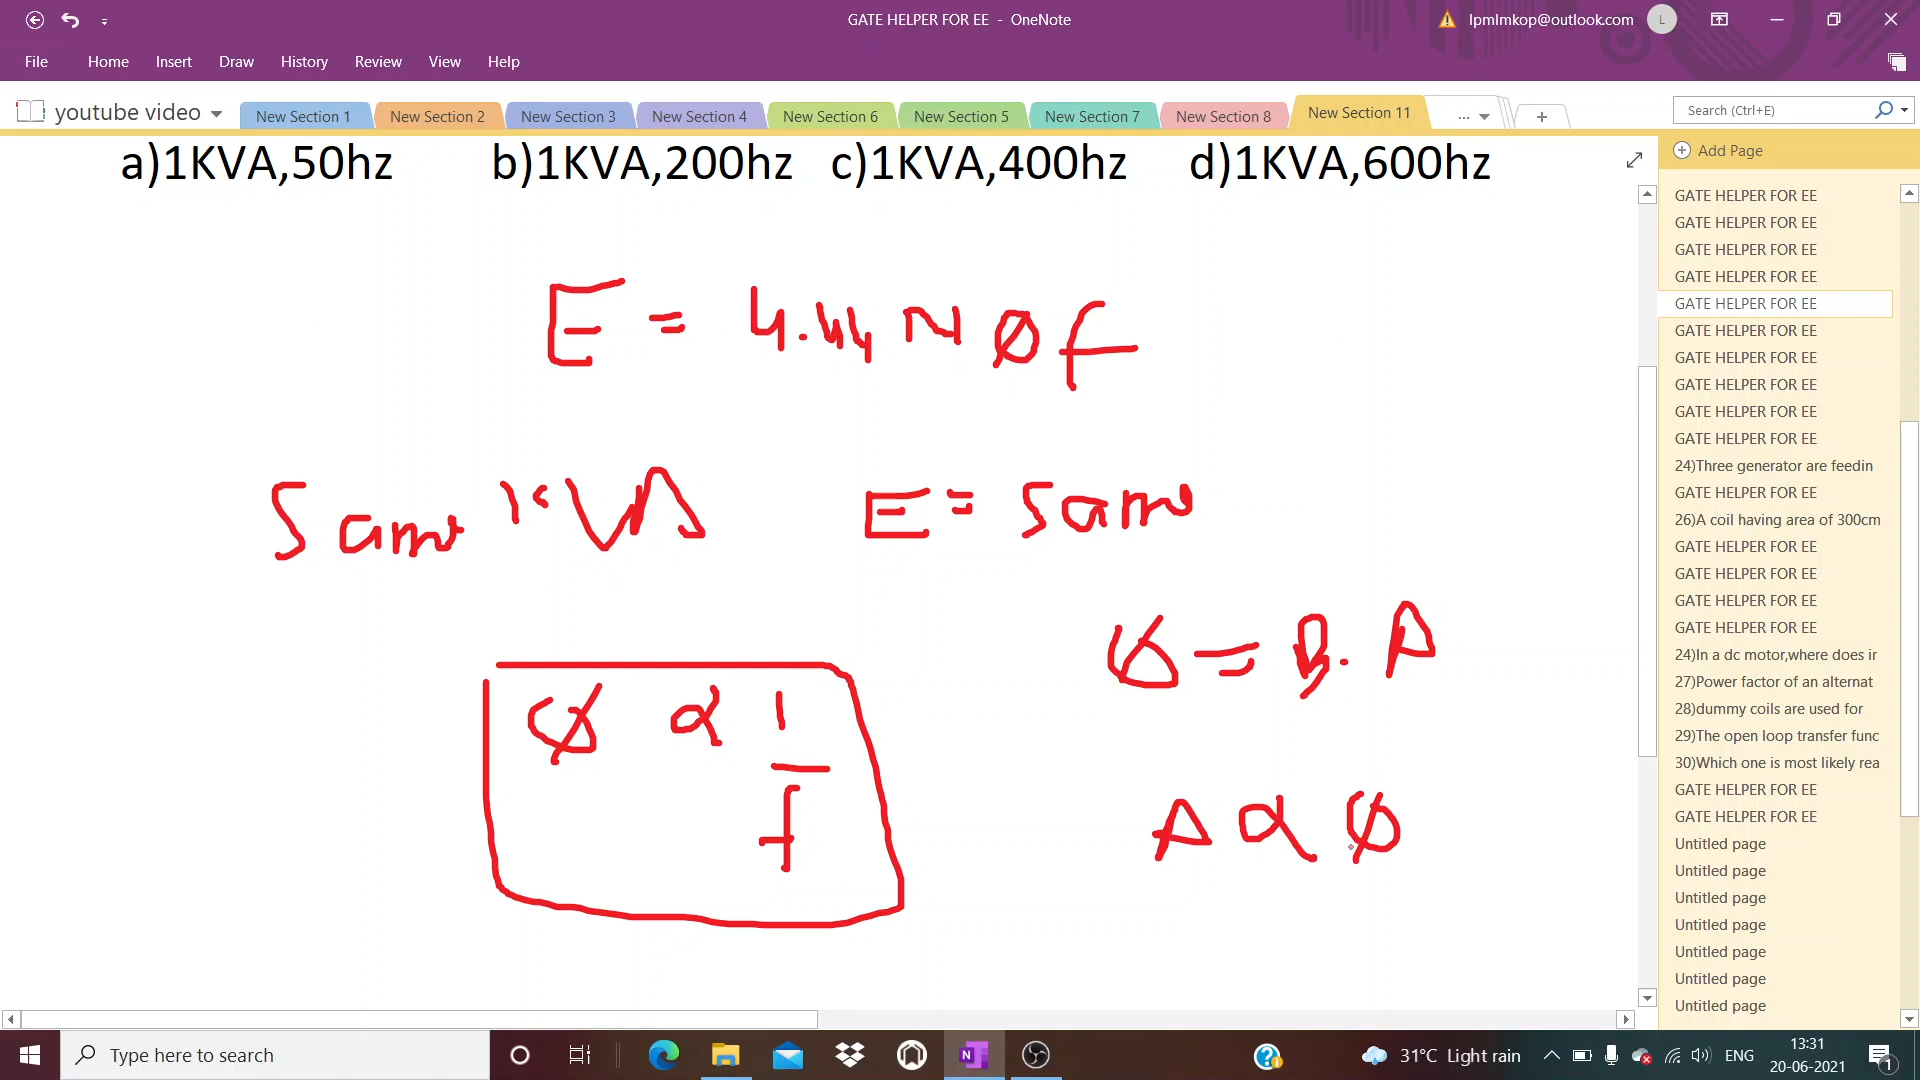 GATE HELPER FOR EE - OneNote
lpmlmkop@outlook.com
L
File Home Insert Draw History Review View Help
youtube video
New Section 1 New Section 2 New Section 3 New Section 4 New Section 6 New Section 5 New Section 7 New Section 8 New Section 11 ... +
Search (Ctrl+E)
a)1KVA,50hz b)1KVA,200hz c)1KVA,400hz d)1KVA,600hz
E = 4.44 N Ø f
Same KVA E = Same
Ø = B. A
Ø α 1
f
A α Ø
Add Page
GATE HELPER FOR EE
GATE HELPER FOR EE
GATE HELPER FOR EE
GATE HELPER FOR EE
GATE HELPER FOR EE
GATE HELPER FOR EE
GATE HELPER FOR EE
GATE HELPER FOR EE
GATE HELPER FOR EE
GATE HELPER FOR EE
24)Three generator are feedin
GATE HELPER FOR EE
26)A coil having area of 300cm
GATE HELPER FOR EE
GATE HELPER FOR EE
GATE HELPER FOR EE
GATE HELPER FOR EE
24)In a dc motor,where does ir
27)Power factor of an alternat
28)dummy coils are used for
29)The open loop transfer func
30)Which one is most likely rea
GATE HELPER FOR EE
GATE HELPER FOR EE
Untitled page
Untitled page
Untitled page
Untitled page
Untitled page
Untitled page
Untitled page
Type here to search
31°C Light rain
ENG
13:31
20-06-2021
1